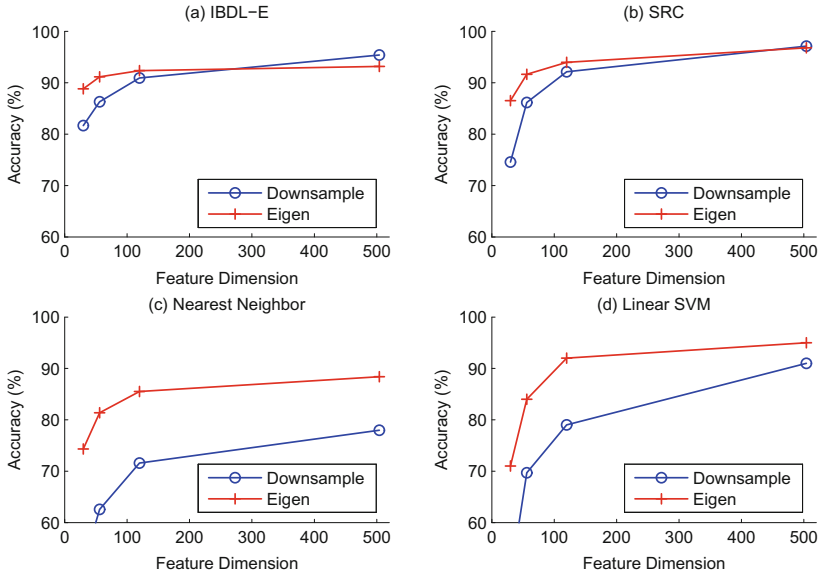 (a) IBDL−E
100
90
80
70
60
Accuracy (%)
Downsample
Eigen
0 100 200 300 400 500
Feature Dimension
(b) SRC
100
90
80
70
60
Accuracy (%)
Downsample
Eigen
0 100 200 300 400 500
Feature Dimension
(c) Nearest Neighbor
100
90
80
70
60
Accuracy (%)
Downsample
Eigen
0 100 200 300 400 500
Feature Dimension
(d) Linear SVM
100
90
80
70
60
Accuracy (%)
Downsample
Eigen
0 100 200 300 400 500
Feature Dimension